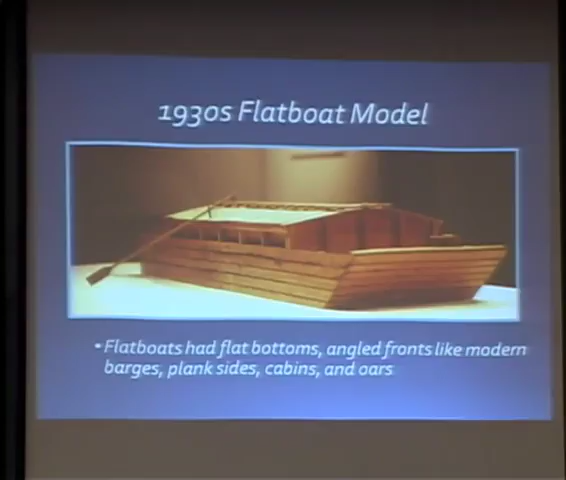 1930s Flatboat Model
▪ Flatboats had flat bottoms, angled fronts like modern
barges, plank sides, cabins, and oars